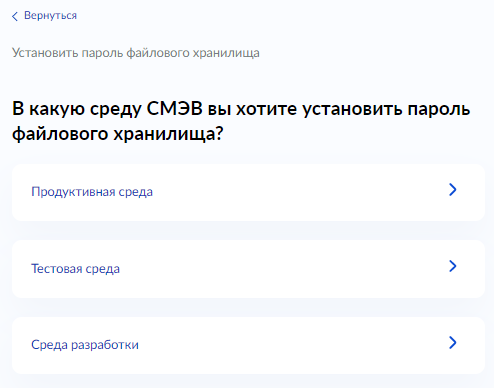 Вернуться
Установить пароль файлового хранилища
В какую среду СМЭВ вы хотите установить пароль
файлового хранилища?
Продуктивная среда
Тестовая среда
Среда разработки